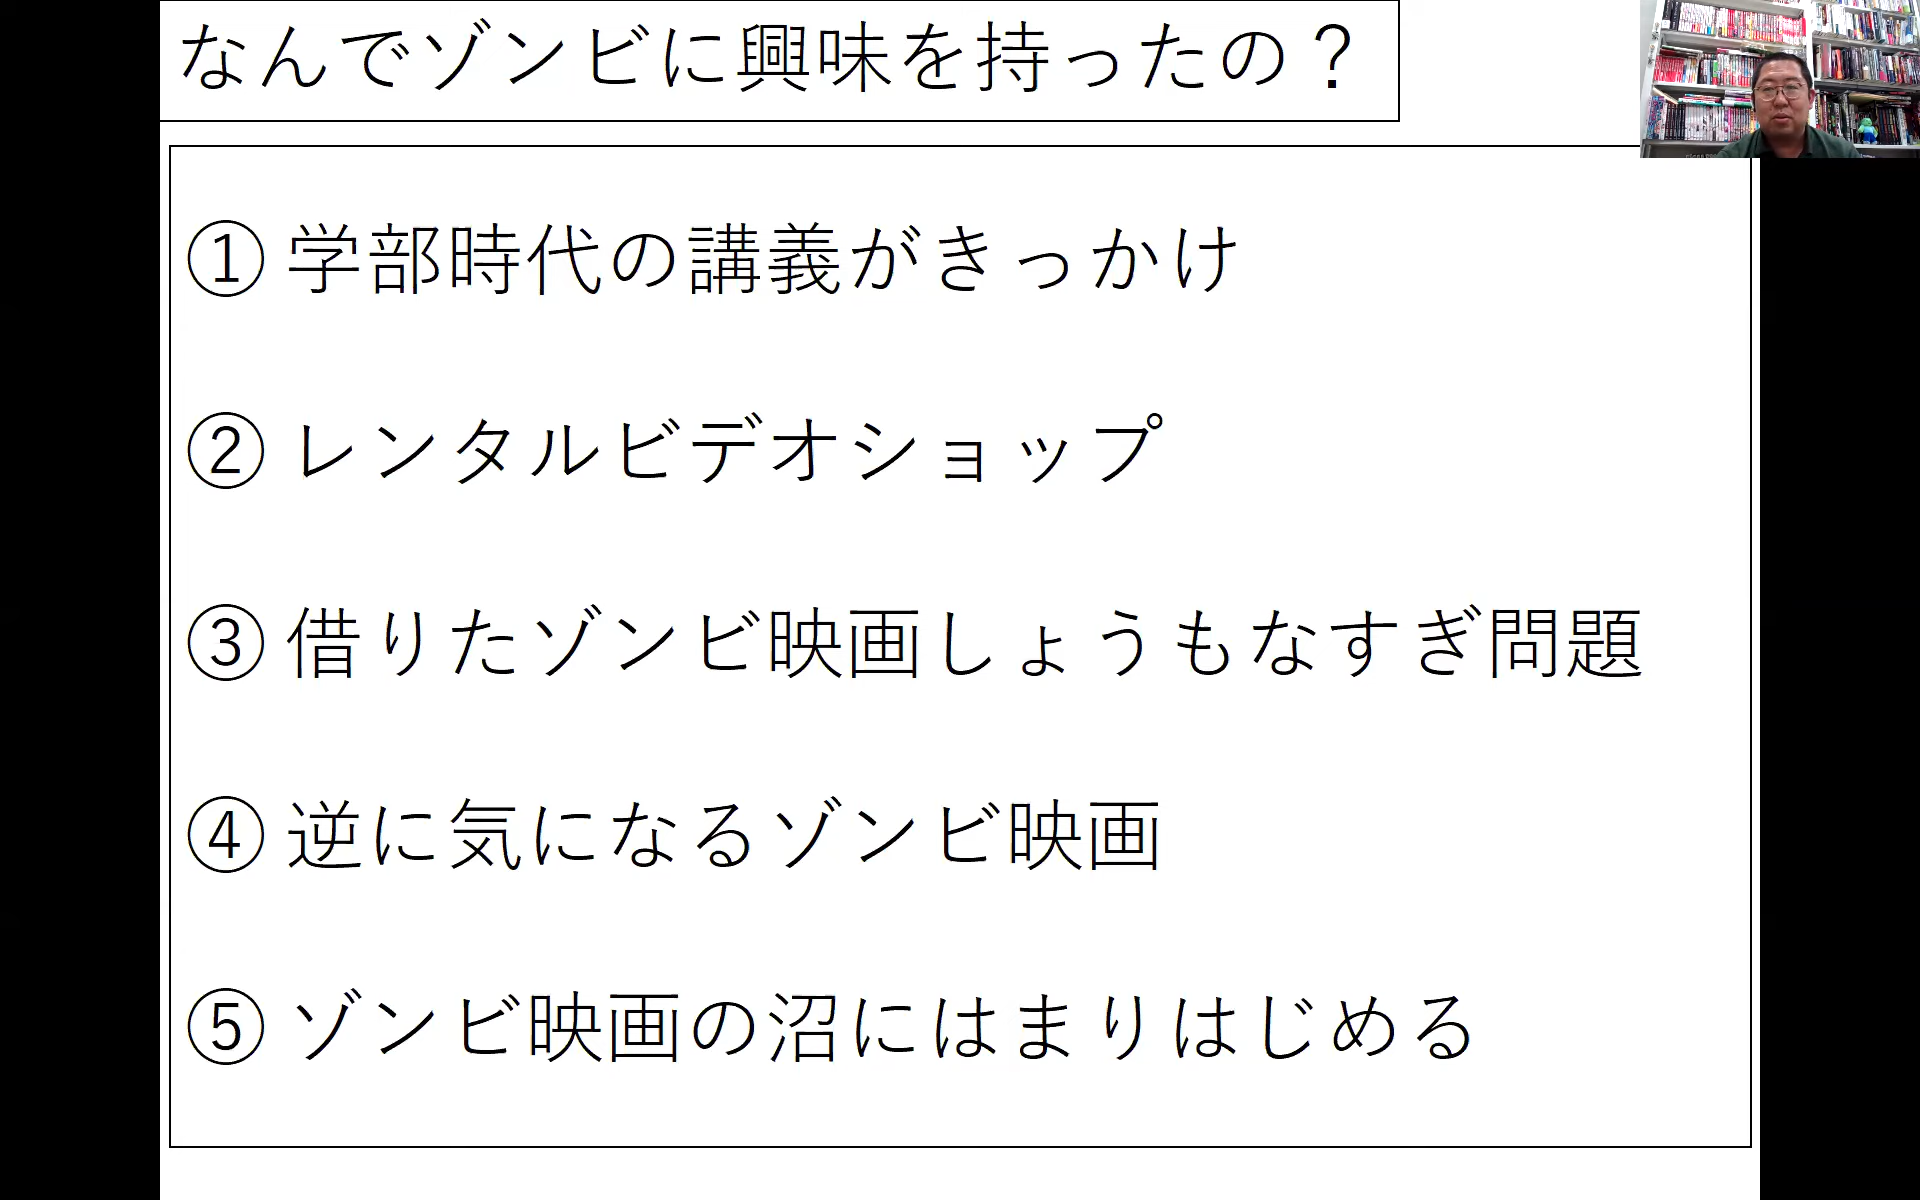 なんでゾンビに興味を持ったの？
① 学部時代の講義がきっかけ
② レンタルビデオショップ
③ 借りたゾンビ映画しょうもなすぎ問題
④ 逆に気になるゾンビ映画
⑤ ゾンビ映画の沼にはまりはじめる